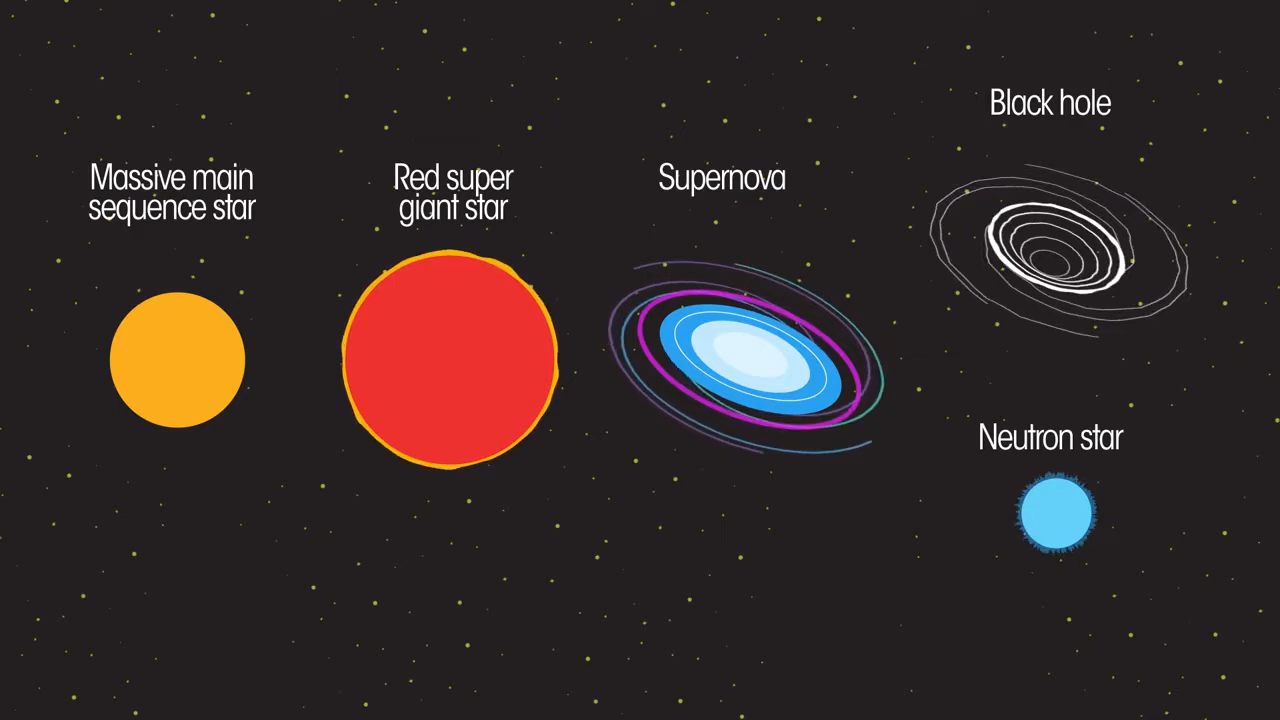 Massive main
sequence star
Red super
giant star
Supernova
Black hole
Neutron star